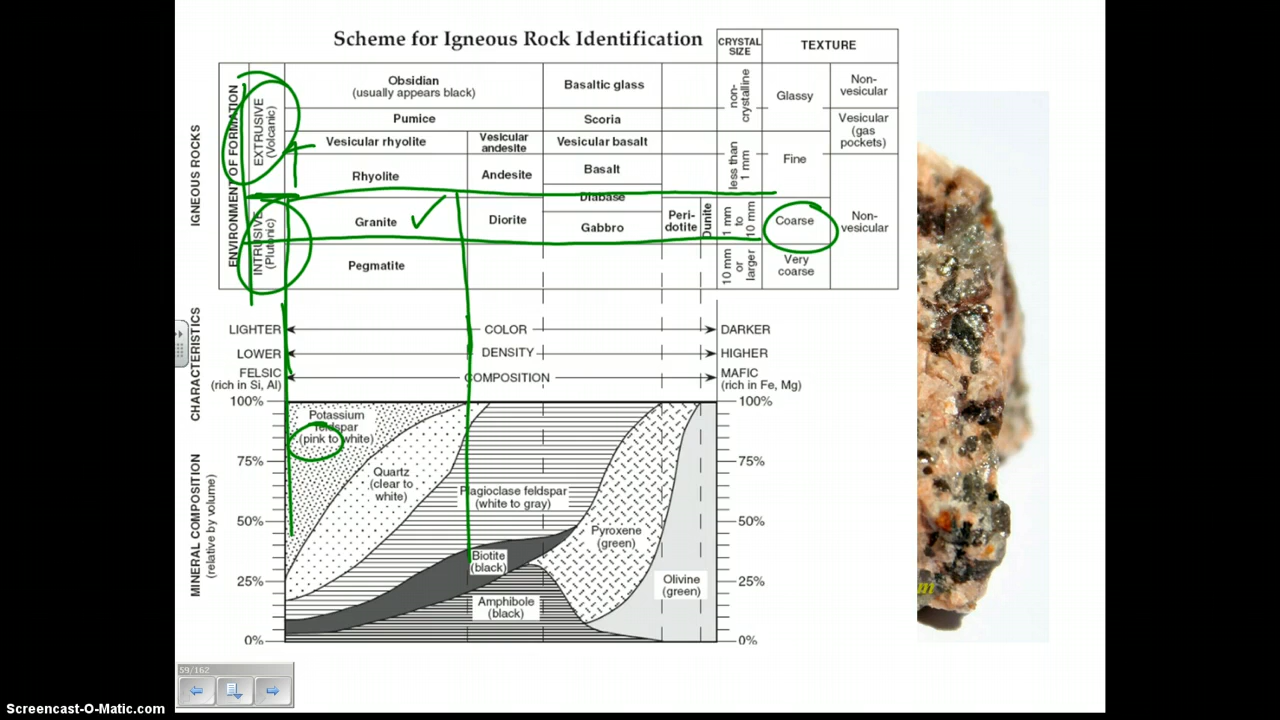 Scheme for Igneous Rock Identification
CRYSTAL
SIZE
TEXTURE
IGNEOUS ROCKS
ENVIRONMENT OF FORMATION
EXTRUSIVE
(Volcanic)
Obsidian
(usually appears black)
Basaltic glass
non-
crystalline
Glassy
Non-
vesicular
Pumice
Scoria
Vesicular
(gas
pockets)
Vesicular rhyolite
Vesicular
andesite
Vesicular basalt
less than
1 mm
Fine
Rhyolite
Andesite
Basalt
Diabase
INTRUSIVE
(Plutonic)
Granite
Diorite
Gabbro
Peri-
dotite
Dunite
1 mm
to
10 mm
Coarse
Non-
vesicular
Pegmatite
10 mm
or
larger
Very
coarse
CHARACTERISTICS
LIGHTER
COLOR
DARKER
LOWER
DENSITY
HIGHER
FELSIC
(rich in Si, Al)
COMPOSITION
MAFIC
(rich in Fe, Mg)
MINERAL COMPOSITION
(relative by volume)
100%
75%
50%
25%
0%
Potassium
feldspar
(pink to white)
Quartz
(clear to
white)
Plagioclase feldspar
(white to gray)
Biotite
(black)
Amphibole
(black)
Pyroxene
(green)
Olivine
(green)
100%
75%
50%
25%
0%
m
59/162
Screencast-O-Matic.com